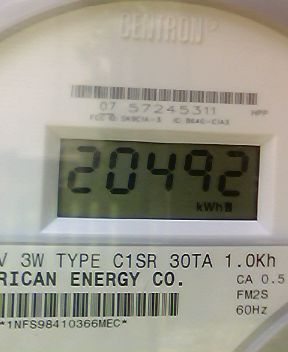 CENTRON®
07 57245311 HPP
20492
kWh
V 3W TYPE C1SR 30TA 1.0Kh
RICAN ENERGY CO. CA 0.5
FM2S
60Hz
*1NFS98410366MEC*